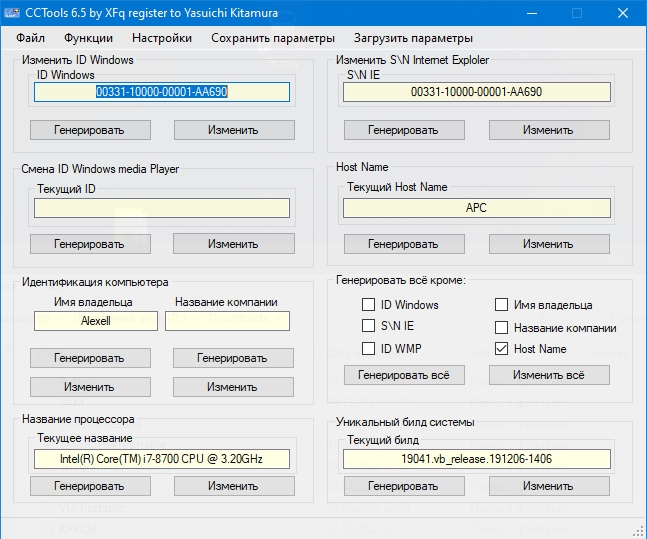 CCTools 6.5 by XFq register to Yasuichi Kitamura
Файл Функции Настройки Сохранить параметры Загрузить параметры
Изменить ID Windows
ID Windows
00331-10000-00001-AA690
Генерировать Изменить
Изменить S\N Internet Exploler
S\N IE
00331-10000-00001-AA690
Генерировать Изменить
Смена ID Windows media Player
Текущий ID
Генерировать Изменить
Host Name
Текущий Host Name
APC
Генерировать Изменить
Идентификация компьютера
Имя владельца Название компании
Alexell
Генерировать Генерировать
Изменить Изменить
Генерировать всё кроме:
ID Windows Имя владельца
S\N IE Название компании
ID WMP Host Name
Генерировать всё Изменить всё
Название процессора
Текущее название
Intel(R) Core(TM) i7-8700 CPU @ 3.20GHz
Генерировать Изменить
Уникальный билд системы
Текущий билд
19041.vb_release.191206-1406
Генерировать Изменить